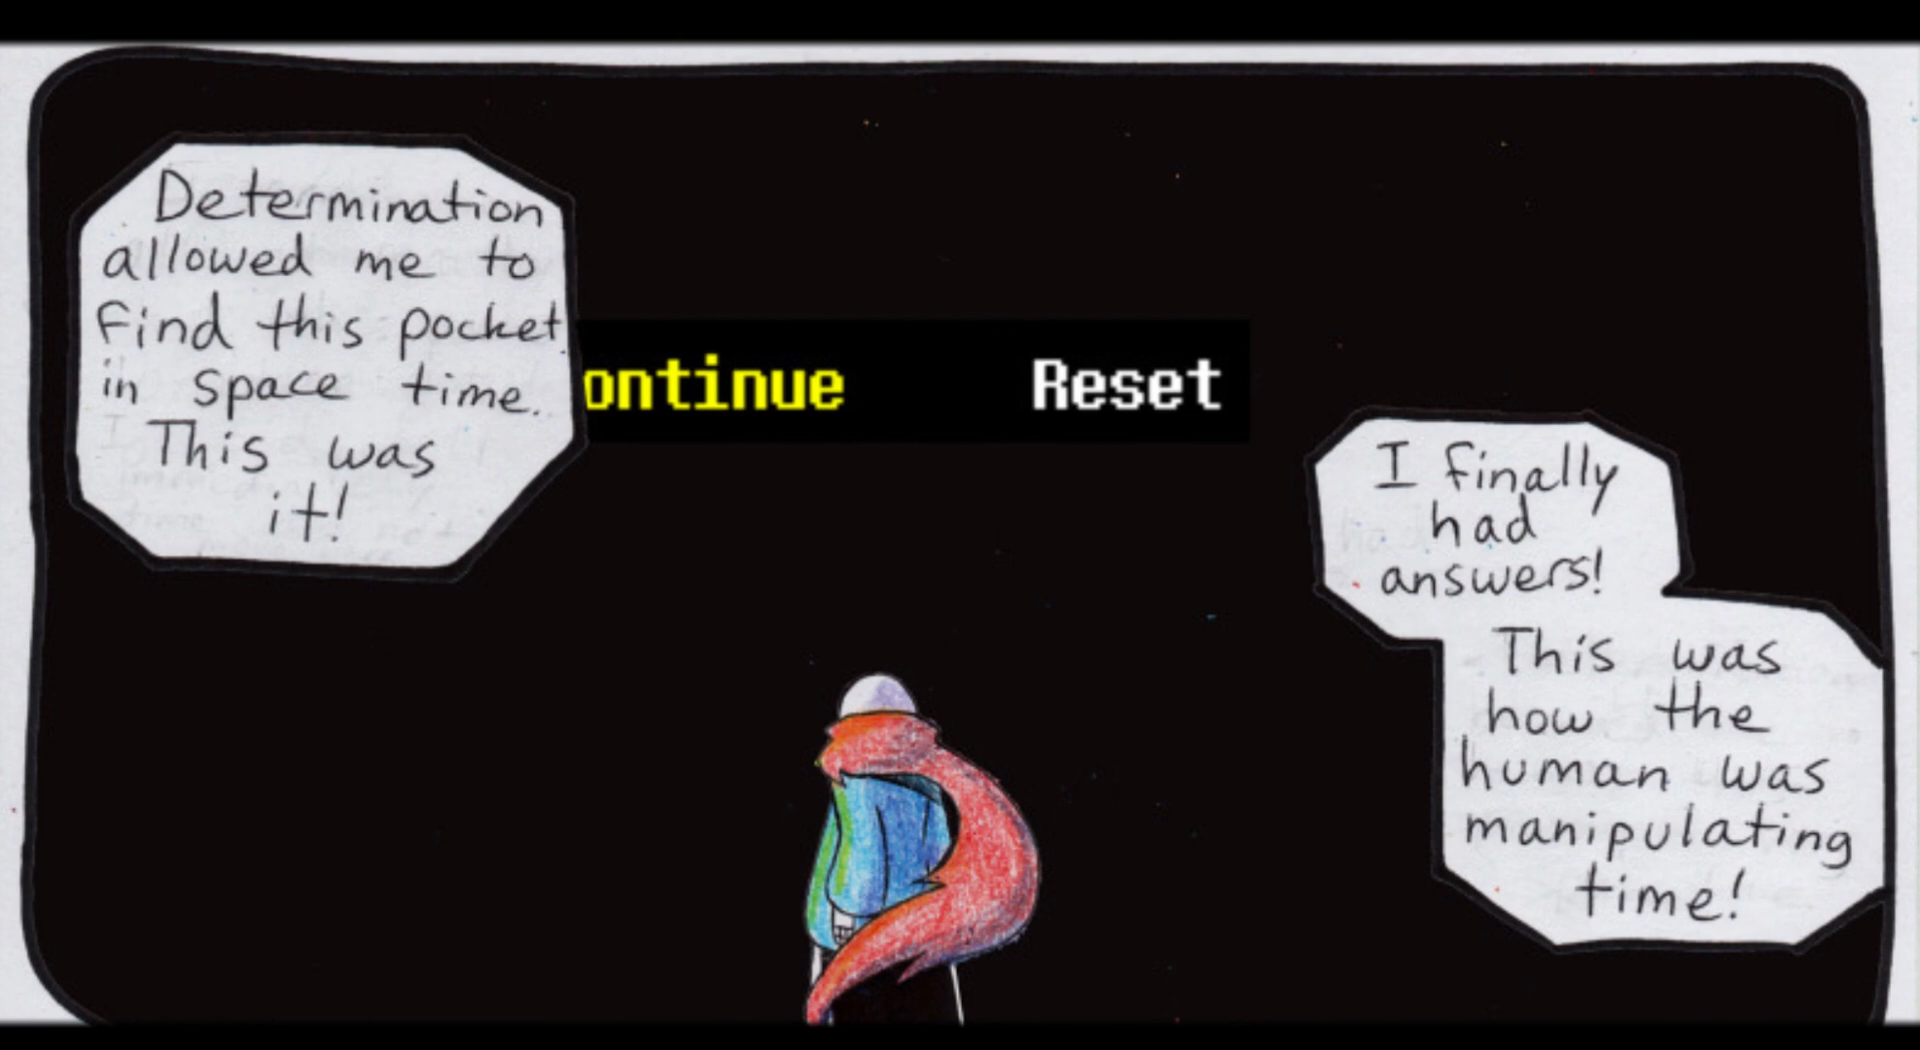 Determination
allowed me to
find this pocket
in space time.
This was
it!
ontinue Reset
I finally
had
answers!
This was
how the
human was
manipulating
time!